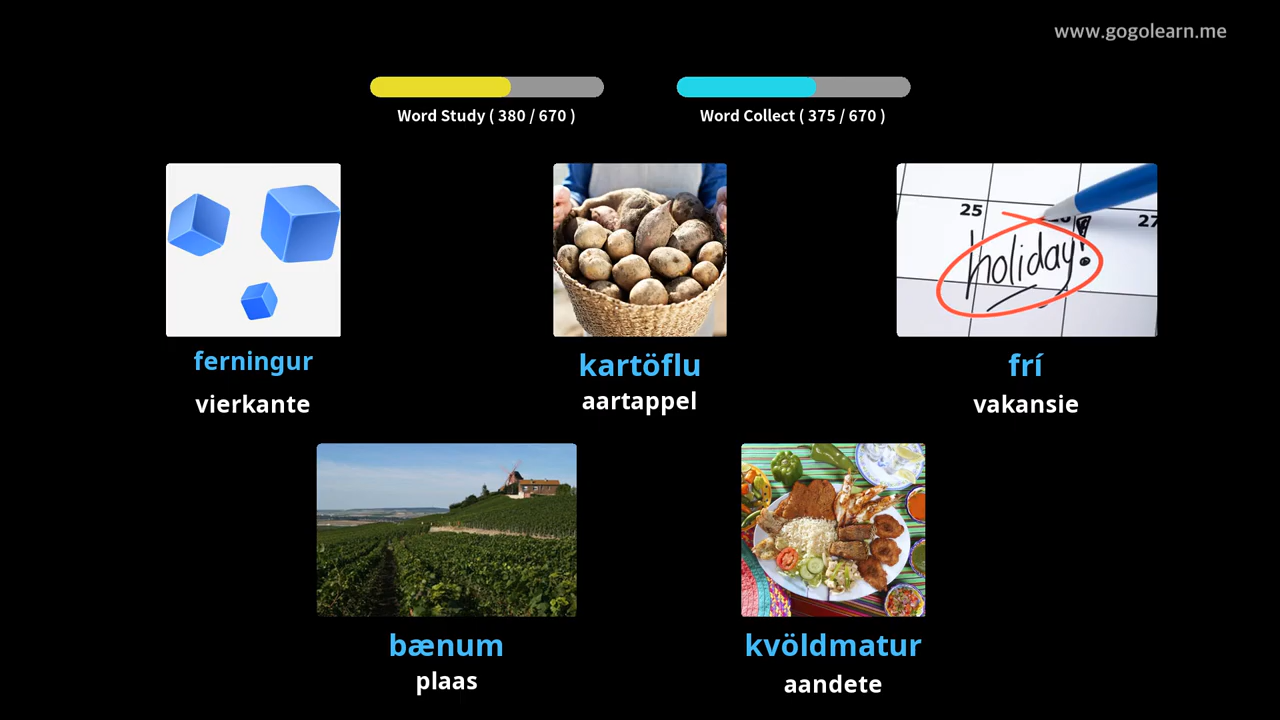 www.gogolearn.me
Word Study ( 380 / 670 )
Word Collect ( 375 / 670 )
25
27
holiday!
ferningur
kartöflu
frí
vierkante
aartappel
vakansie
bænum
kvöldmatur
plaas
aandete